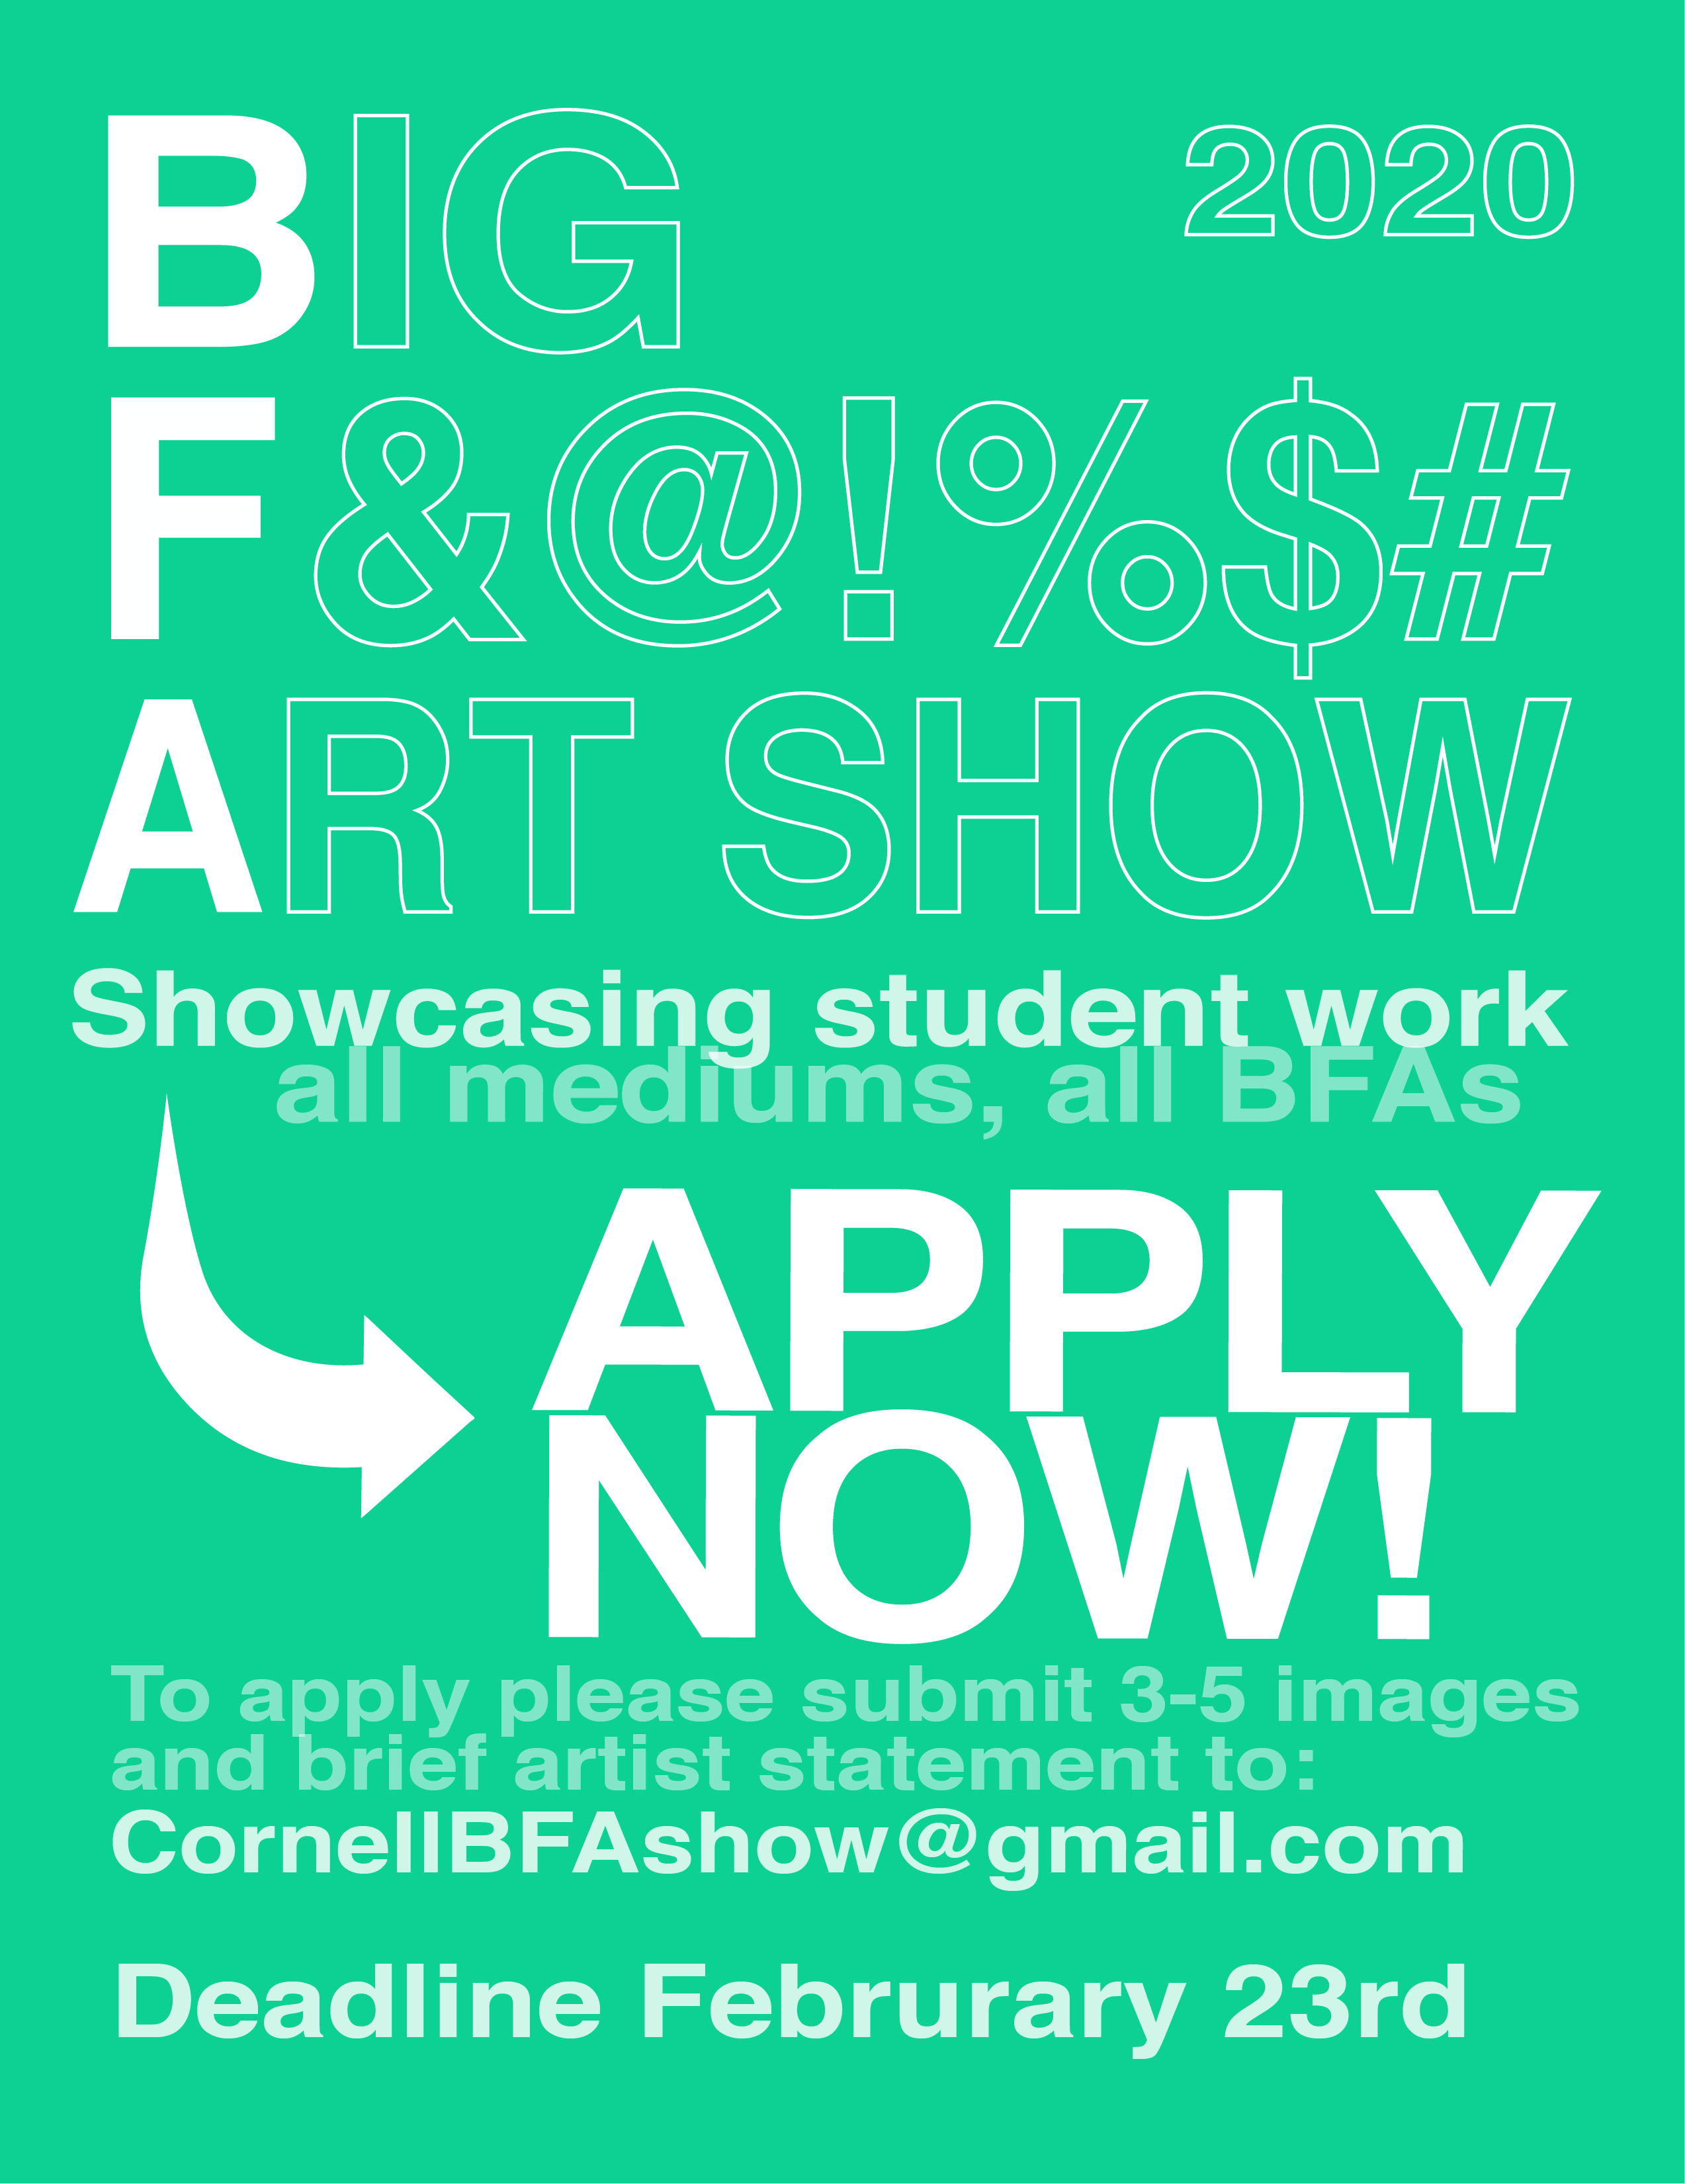 BIG 2020
F&@!%$#
ART SHOW
Showcasing student work
all mediums, all BFAs
APPLY
NOW!
To apply please submit 3-5 images
and brief artist statement to:
CornellBFAshow@gmail.com
Deadline Februrary 23rd